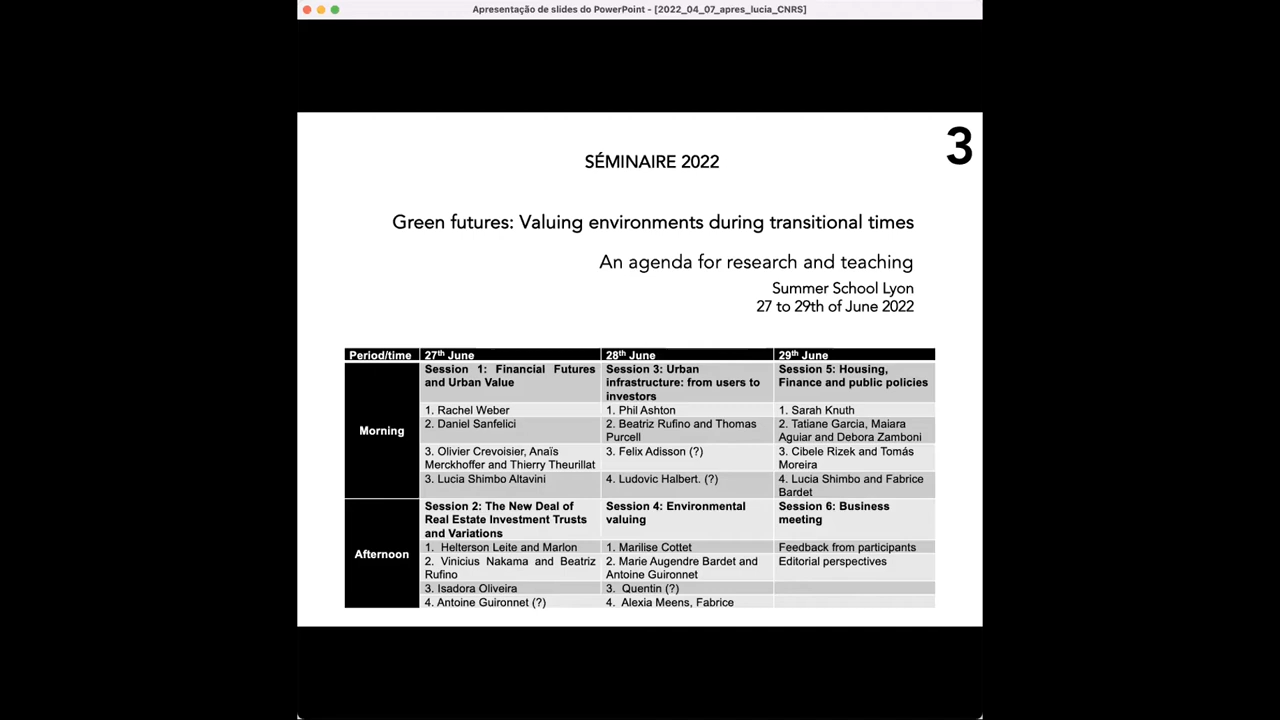 Apresentação de slides do PowerPoint - [2022_04_07_apres_lucia_CNRS]
3
SÉMINAIRE 2022
Green futures: Valuing environments during transitional times
An agenda for research and teaching
Summer School Lyon
27 to 29th of June 2022
Period/time
27th June
28th June
29th June
Morning
Session 1: Financial Futures
and Urban Value
Session 3: Urban
infrastructure: from users to
investors
Session 5: Housing,
Finance and public policies
1. Rachel Weber
1. Phil Ashton
1. Sarah Knuth
2. Daniel Sanfelici
2. Beatriz Rufino and Thomas
Purcell
2. Tatiane Garcia, Maiara
Aguiar and Debora Zamboni
3. Olivier Crevoisier, Anaïs
Merckhoffer and Thierry Theurillat
3. Felix Adisson (?)
3. Cibele Rizek and Tomás
Moreira
3. Lucia Shimbo Altavini
4. Ludovic Halbert. (?)
4. Lucia Shimbo and Fabrice
Bardet
Afternoon
Session 2: The New Deal of
Real Estate Investment Trusts
and Variations
Session 4: Environmental
valuing
Session 6: Business
meeting
1. Helterson Leite and Marlon
1. Marilise Cottet
Feedback from participants
2. Vinicius Nakama and Beatriz
Rufino
2. Marie Augendre Bardet and
Antoine Guironnet
Editorial perspectives
3. Isadora Oliveira
3. Quentin (?)
4. Antoine Guironnet (?)
4. Alexia Meens, Fabrice